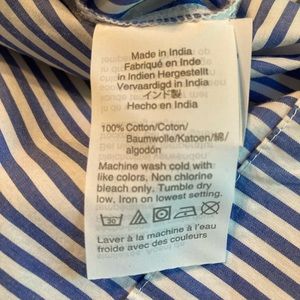 Made in India
Fabriqué en Inde
in Indien Hergestellt
Vervaardigd in India
インド製
Hecho en India
100% Cotton/Coton/
Baumwolle/Katoen/綿/
algodón
Machine wash cold with
like colors, Non chlorine
bleach only. Tumble dry
low, Iron on lowest setting.
30
Laver à la machine à l'eau
froide avec des couleurs